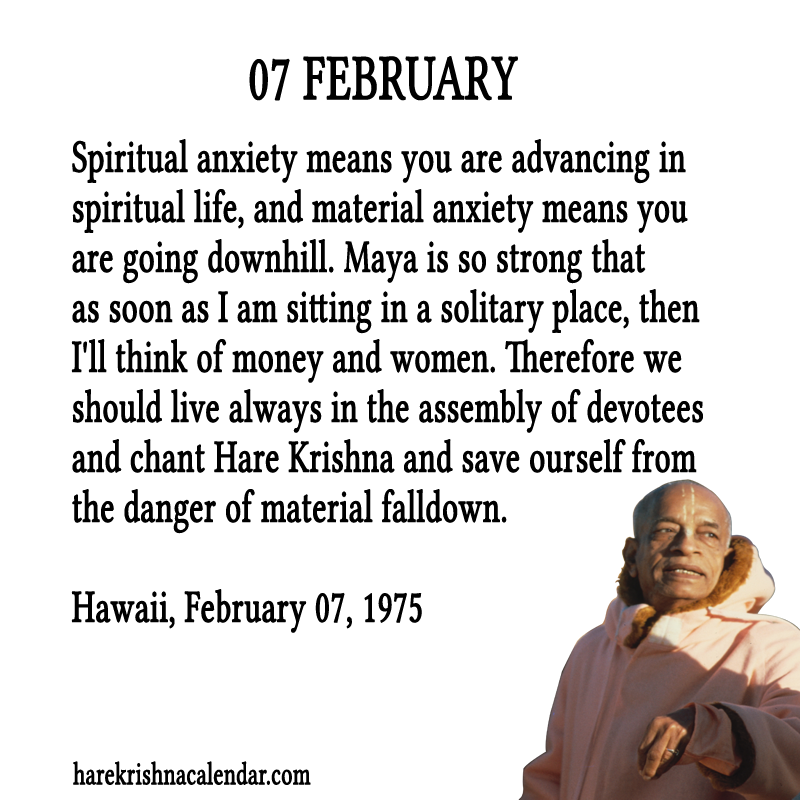 07 FEBRUARY
Spiritual anxiety means you are advancing in
spiritual life, and material anxiety means you
are going downhill. Maya is so strong that
as soon as I am sitting in a solitary place, then
I'll think of money and women. Therefore we
should live always in the assembly of devotees
and chant Hare Krishna and save ourself from
the danger of material falldown.
Hawaii, February 07, 1975
harekrishnacalendar.com